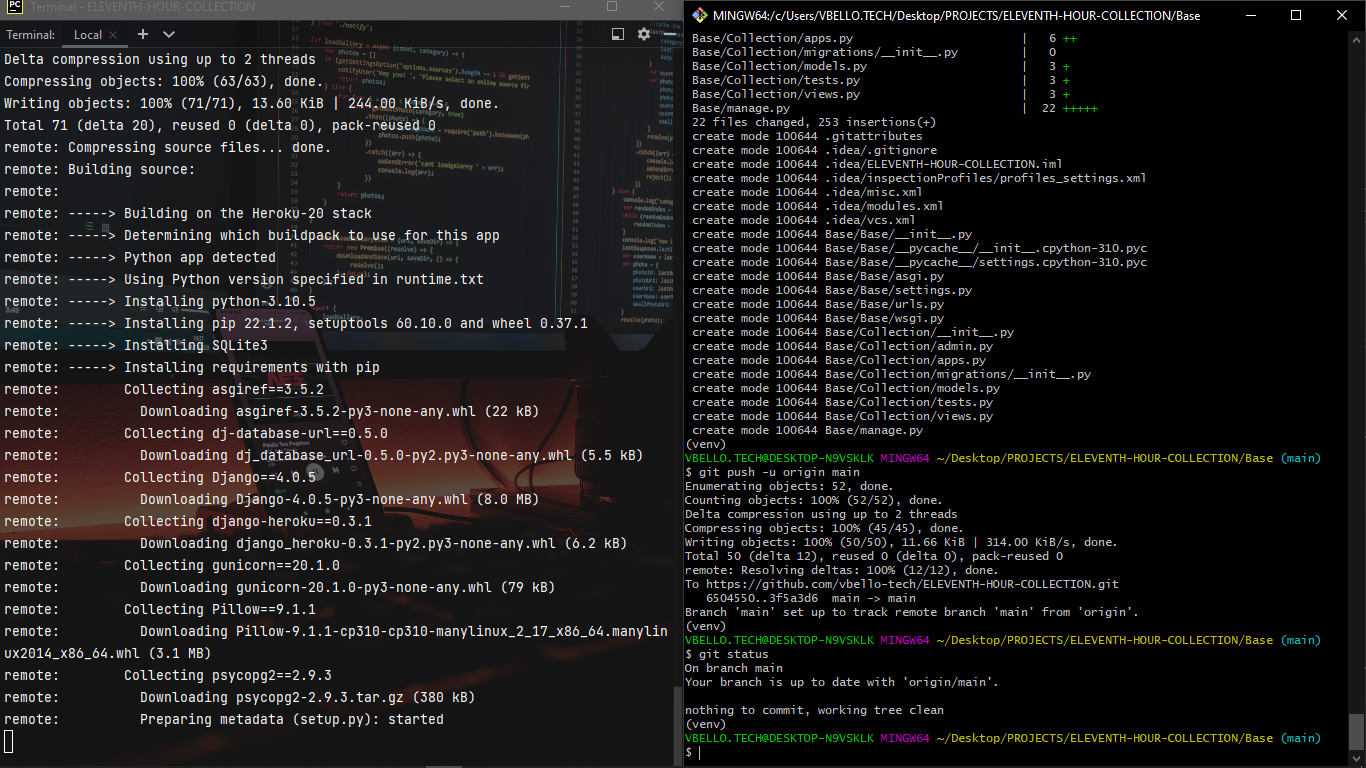 Terminal - ELEVENTH-HOUR-COLLECTION
Terminal: Local × +
Delta compression using up to 2 threads
Compressing objects: 100% (63/63), done.
Writing objects: 100% (71/71), 13.60 KiB | 244.00 KiB/s, done.
Total 71 (delta 20), reused 0 (delta 0), pack-reused 0
remote: Compressing source files... done.
remote: Building source:
remote:
remote: -----> Building on the Heroku-20 stack
remote: -----> Determining which buildpack to use for this app
remote: -----> Python app detected
remote: -----> Using Python version specified in runtime.txt
remote: -----> Installing python-3.10.5
remote: -----> Installing pip 22.1.2, setuptools 60.10.0 and wheel 0.37.1
remote: -----> Installing SQLite3
remote: -----> Installing requirements with pip
remote:        Collecting asgiref==3.5.2
remote:          Downloading asgiref-3.5.2-py3-none-any.whl (22 kB)
remote:        Collecting dj-database-url==0.5.0
remote:          Downloading dj_database_url-0.5.0-py2.py3-none-any.whl (5.5 kB)
remote:        Collecting Django==4.0.5
remote:          Downloading Django-4.0.5-py3-none-any.whl (8.0 MB)
remote:        Collecting django-heroku==0.3.1
remote:          Downloading django_heroku-0.3.1-py2.py3-none-any.whl (6.2 kB)
remote:        Collecting gunicorn==20.1.0
remote:          Downloading gunicorn-20.1.0-py3-none-any.whl (79 kB)
remote:        Collecting Pillow==9.1.1
remote:          Downloading Pillow-9.1.1-cp310-cp310-manylinux_2_17_x86_64.manylin
ux2014_x86_64.whl (3.1 MB)
remote:        Collecting psycopg2==2.9.3
remote:          Downloading psycopg2-2.9.3.tar.gz (380 kB)
remote:          Preparing metadata (setup.py): started
MINGW64:/c/Users/VBELLO.TECH/Desktop/PROJECTS/ELEVENTH-HOUR-COLLECTION/Base
Base/Collection/apps.py | 6 ++
Base/Collection/migrations/__init__.py | 0
Base/Collection/models.py | 3 +
Base/Collection/tests.py | 3 +
Base/Collection/views.py | 3 +
Base/manage.py | 22 +++++
22 files changed, 253 insertions(+)
create mode 100644 .gitattributes
create mode 100644 .idea/.gitignore
create mode 100644 .idea/ELEVENTH-HOUR-COLLECTION.iml
create mode 100644 .idea/inspectionProfiles/profiles_settings.xml
create mode 100644 .idea/misc.xml
create mode 100644 .idea/modules.xml
create mode 100644 .idea/vcs.xml
create mode 100644 Base/Base/__init__.py
create mode 100644 Base/Base/__pycache__/__init__.cpython-310.pyc
create mode 100644 Base/Base/__pycache__/settings.cpython-310.pyc
create mode 100644 Base/Base/asgi.py
create mode 100644 Base/Base/settings.py
create mode 100644 Base/Base/urls.py
create mode 100644 Base/Base/wsgi.py
create mode 100644 Base/Collection/__init__.py
create mode 100644 Base/Collection/admin.py
create mode 100644 Base/Collection/apps.py
create mode 100644 Base/Collection/migrations/__init__.py
create mode 100644 Base/Collection/models.py
create mode 100644 Base/Collection/tests.py
create mode 100644 Base/Collection/views.py
create mode 100644 Base/manage.py
(venv)
VBELLO.TECH@DESKTOP-N9VSKLK MINGW64 ~/Desktop/PROJECTS/ELEVENTH-HOUR-COLLECTION/Base (main)
$ git push -u origin main
Enumerating objects: 52, done.
Counting objects: 100% (52/52), done.
Delta compression using up to 2 threads
Compressing objects: 100% (45/45), done.
Writing objects: 100% (50/50), 11.66 KiB | 314.00 KiB/s, done.
Total 50 (delta 12), reused 0 (delta 0), pack-reused 0
remote: Resolving deltas: 100% (12/12), done.
To https://github.com/vbello-tech/ELEVENTH-HOUR-COLLECTION.git
6504550..3f5a3d6  main -> main
Branch 'main' set up to track remote branch 'main' from 'origin'.
(venv)
VBELLO.TECH@DESKTOP-N9VSKLK MINGW64 ~/Desktop/PROJECTS/ELEVENTH-HOUR-COLLECTION/Base (main)
$ git status
On branch main
Your branch is up to date with 'origin/main'.
nothing to commit, working tree clean
(venv)
VBELLO.TECH@DESKTOP-N9VSKLK MINGW64 ~/Desktop/PROJECTS/ELEVENTH-HOUR-COLLECTION/Base (main)
$